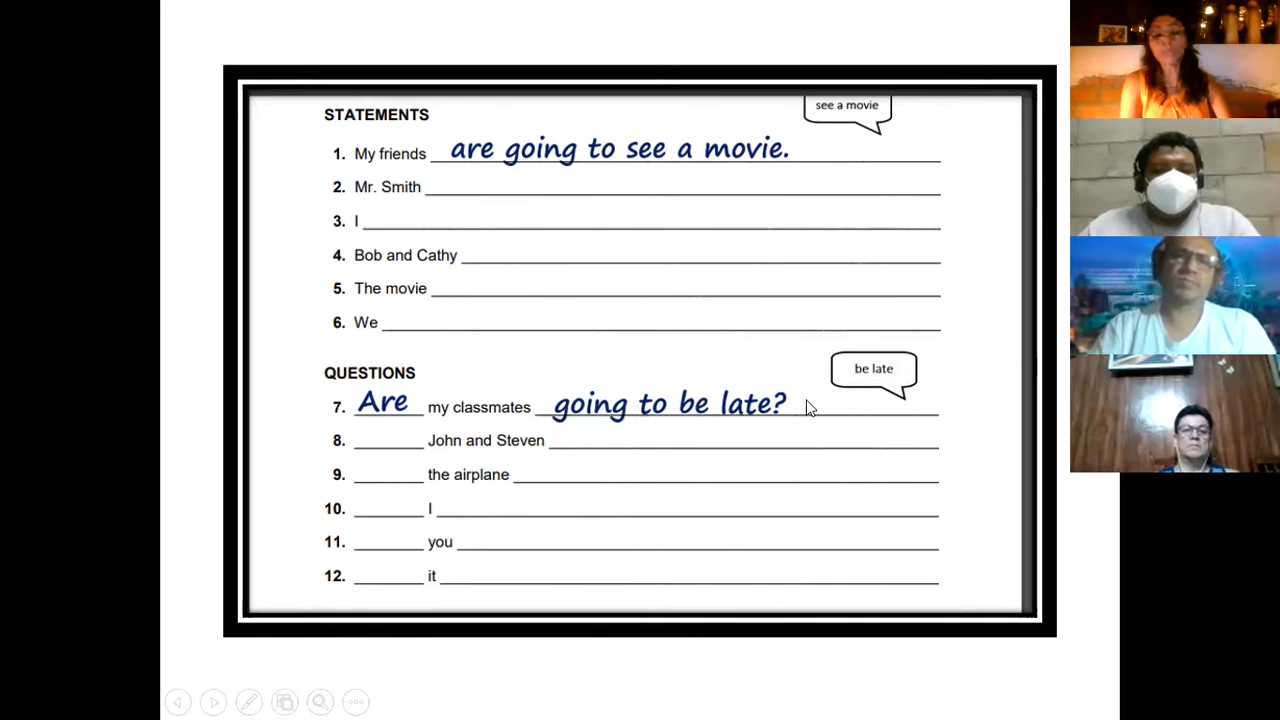 see a movie
STATEMENTS
1. My friends are going to see a movie.
2. Mr. Smith
3. I
4. Bob and Cathy
5. The movie
6. We
be late
QUESTIONS
7. Are my classmates going to be late?
8. John and Steven
9. the airplane
10. I
11. you
12. it